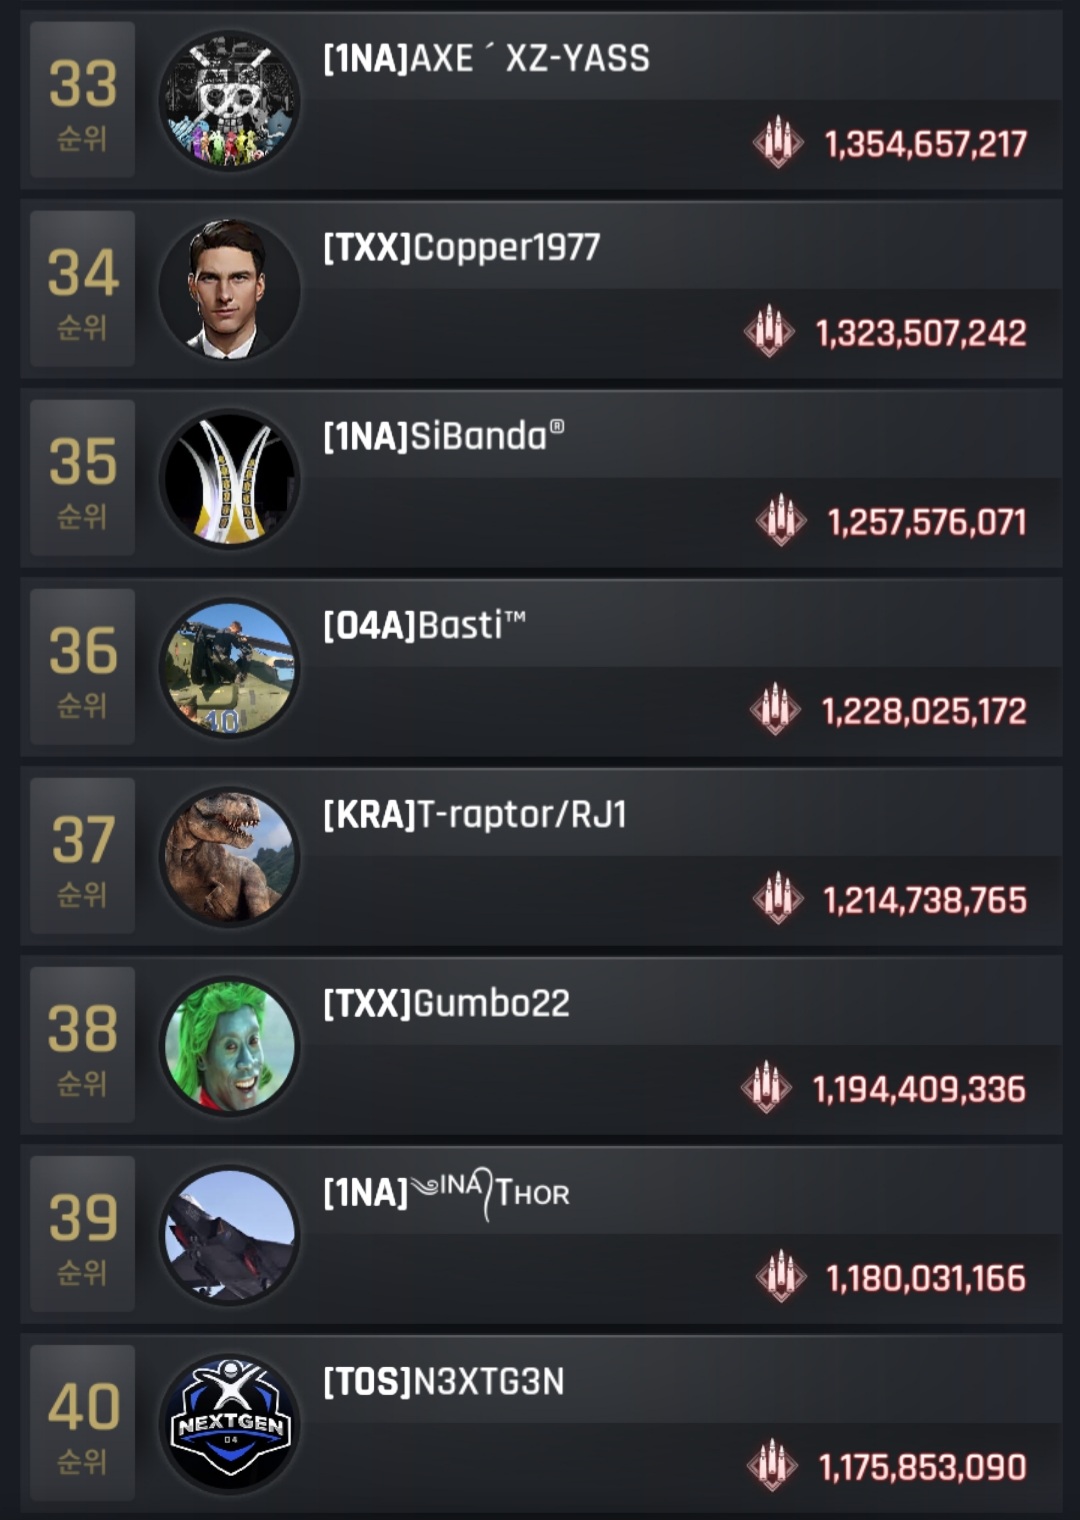 33
순위
[1NA]AXE ´ XZ-YASS
1,354,657,217
34
순위
[TXX]Copper1977
1,323,507,242
35
순위
[1NA]SiBanda®
1,257,576,071
36
순위
[O4A]Basti™
1,228,025,172
40
37
순위
[KRA]T-raptor/RJ1
1,214,738,765
38
순위
[TXX]Gumbo22
1,194,409,336
39
순위
[1NA]༄ᴵᴺᴬ᭄Tʜᴏʀ
1,180,031,166
40
순위
NEXTGEN
04
[TOS]N3XTG3N
1,175,853,090